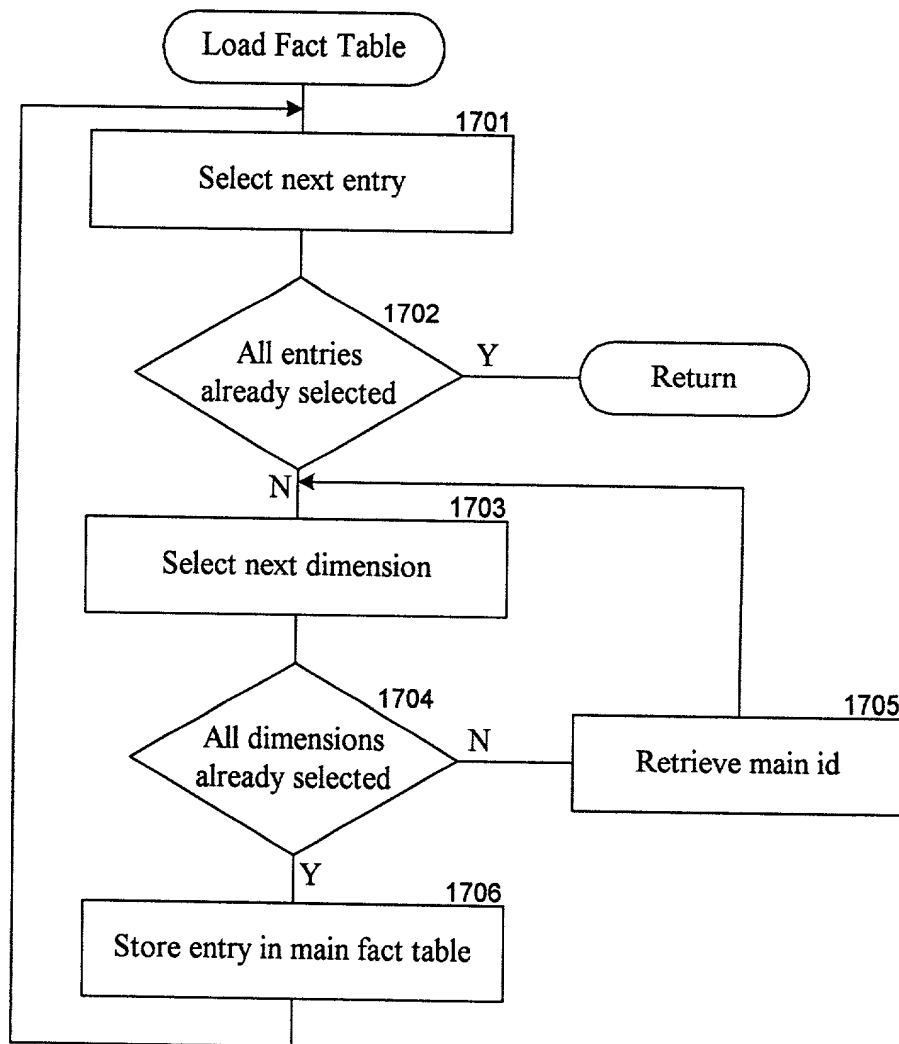 Load Fact Table
1701
Select next entry
1702
All entries
already selected
Y
Return
N
1703
Select next dimension
1704
All dimensions
already selected
N
1705
Retrieve main id
Y
1706
Store entry in main fact table